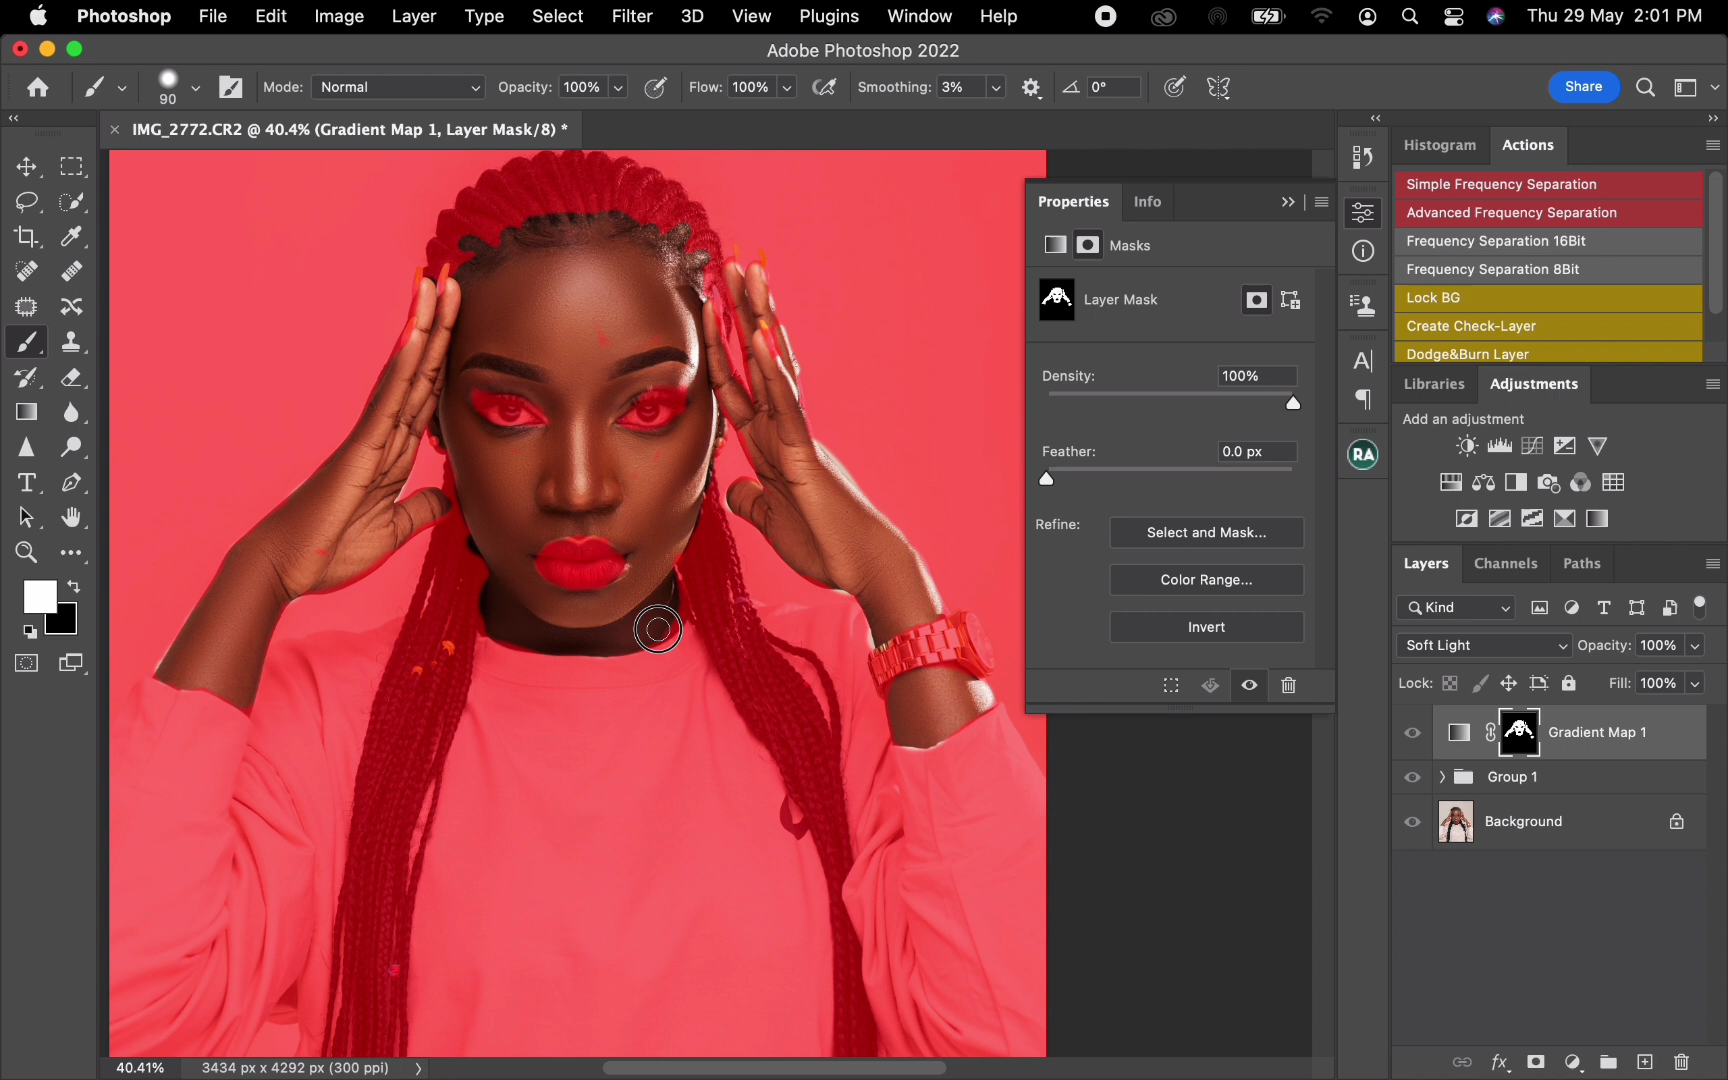 Photoshop File Edit Image Layer Type Select Filter 3D View Plugins Window Help Thu 29 May 2:01 PM
Adobe Photoshop 2022
90 Mode: Normal Opacity: 100% Flow: 100% Smoothing: 3% 0° Share
IMG_2772.CR2 @ 40.4% (Gradient Map 1, Layer Mask/8) *
Properties Info
Masks
Layer Mask
Density: 100%
Feather: 0.0 px
Refine: Select and Mask...
Color Range...
Invert
Histogram Actions
Simple Frequency Separation
Advanced Frequency Separation
Frequency Separation 16Bit
Frequency Separation 8Bit
Lock BG
Create Check-Layer
Dodge&Burn Layer
Libraries Adjustments
Add an adjustment
RA
Layers Channels Paths
Kind
Soft Light Opacity: 100%
Lock: Fill: 100%
Gradient Map 1
Group 1
Background
fx
40.41% 3434 px x 4292 px (300 ppi)